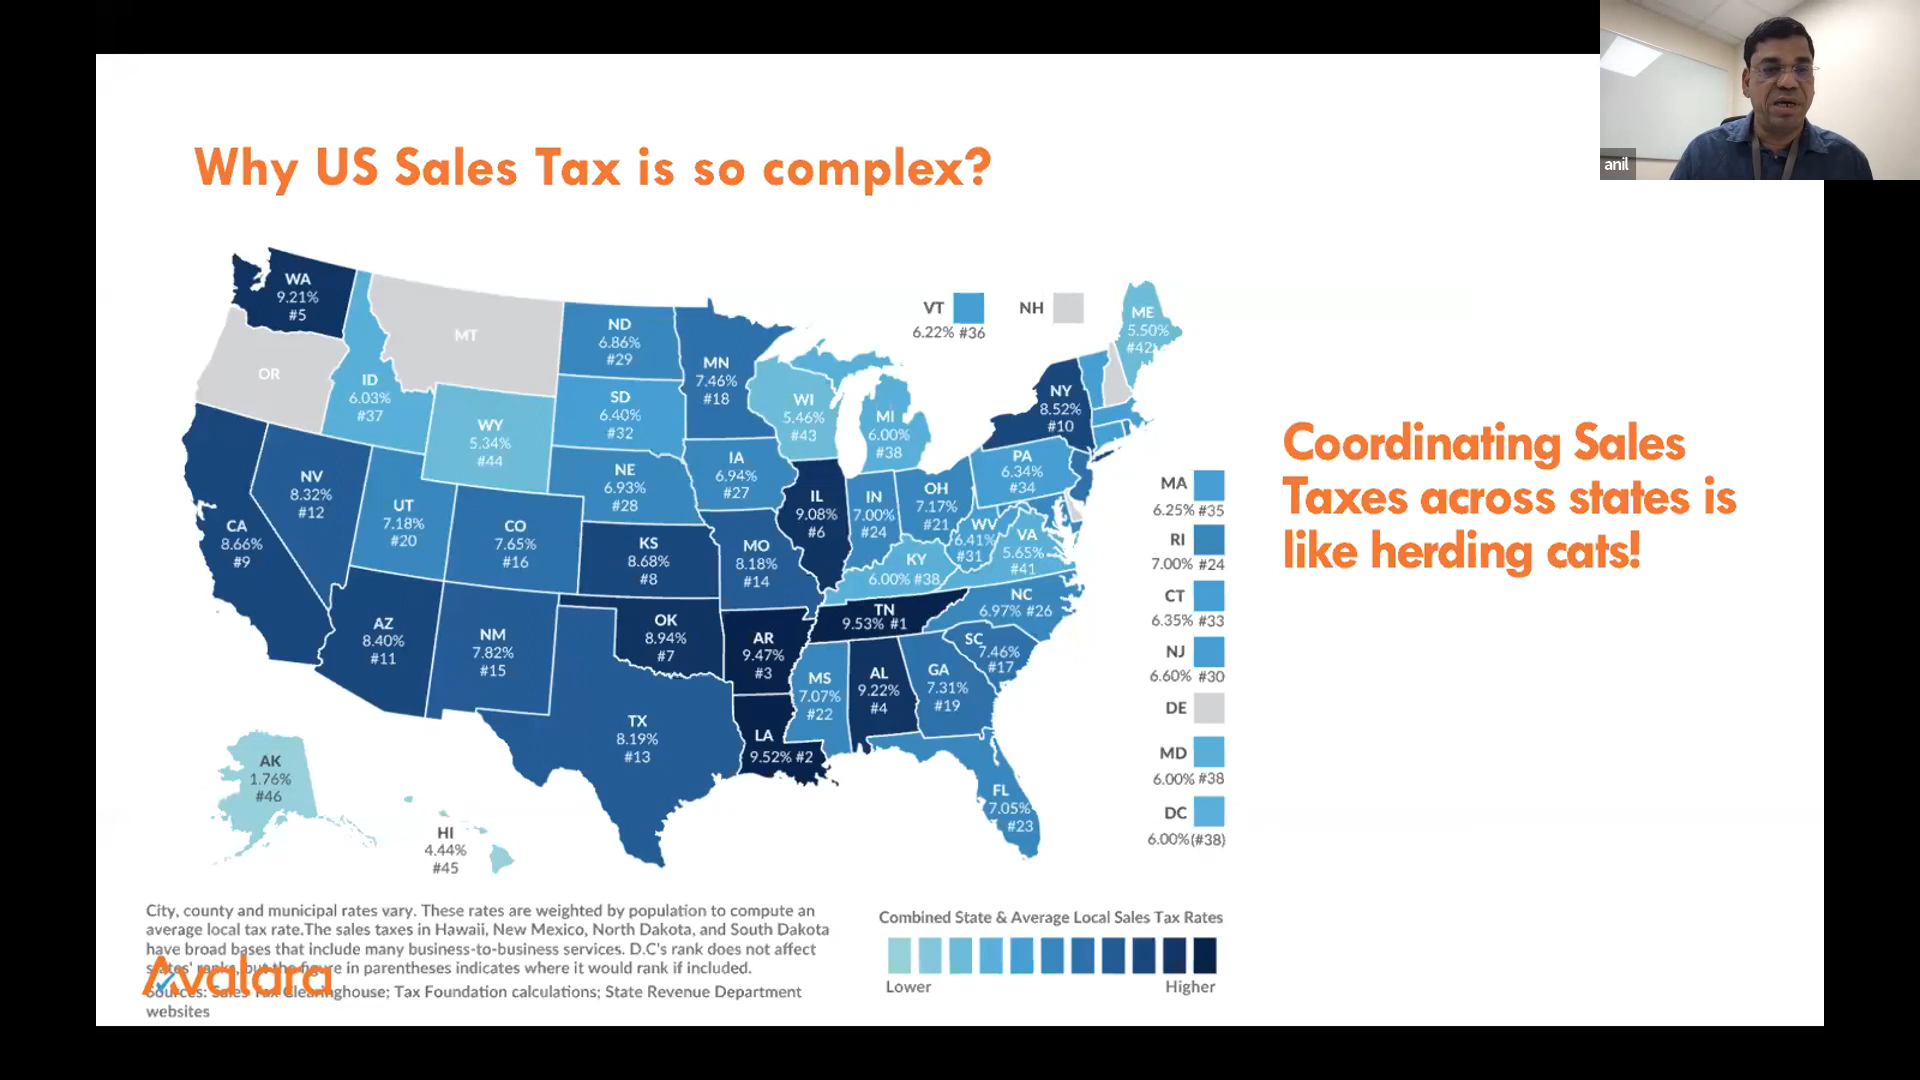 anil
Why US Sales Tax is so complex?
WA
9.21%
#5
MT
OR
ID
6.03%
#37
WY
5.34%
#44
ND
6.86%
#29
SD
6.40%
#32
NE
6.93%
#28
MN
7.46%
#18
IA
6.94%
#27
WI
5.46%
#43
MI
6.00%
#38
VT
6.22% #36
NH
ME
5.50%
#42
NY
8.52%
#10
PA
6.34%
#34
NV
8.32%
#12
UT
7.18%
#20
CA
8.66%
#9
CO
7.65%
#16
KS
8.68%
#8
MO
8.18%
#14
IL
9.08%
#6
IN
7.00%
#24
OH
7.17%
#21
WV
6.41%
#31
VA
5.65%
#41
KY
6.00% #38
NC
6.97% #26
TN
9.53% #1
SC
7.46%
#17
AZ
8.40%
#11
NM
7.82%
#15
OK
8.94%
#7
AR
9.47%
#3
MS
7.07%
#22
AL
9.22%
#4
GA
7.31%
#19
TX
8.19%
#13
LA
9.52% #2
FL
7.05%
#23
AK
1.76%
#46
HI
4.44%
#45
MA
6.25% #35
RI
7.00% #24
CT
6.35% #33
NJ
6.60% #30
DE
MD
6.00% #38
DC
6.00%(#38)
Coordinating Sales
Taxes across states is
like herding cats!
City, county and municipal rates vary. These rates are weighted by population to compute an
average local tax rate.The sales taxes in Hawaii, New Mexico, North Dakota, and South Dakota
have broad bases that include many business-to-business services. D.C's rank does not affect
states' ranks, but the figure in parentheses indicates where it would rank if included.
Sources: Sales Tax Clearinghouse; Tax Foundation calculations; State Revenue Department
websites
Avalara
Combined State & Average Local Sales Tax Rates
Lower
Higher